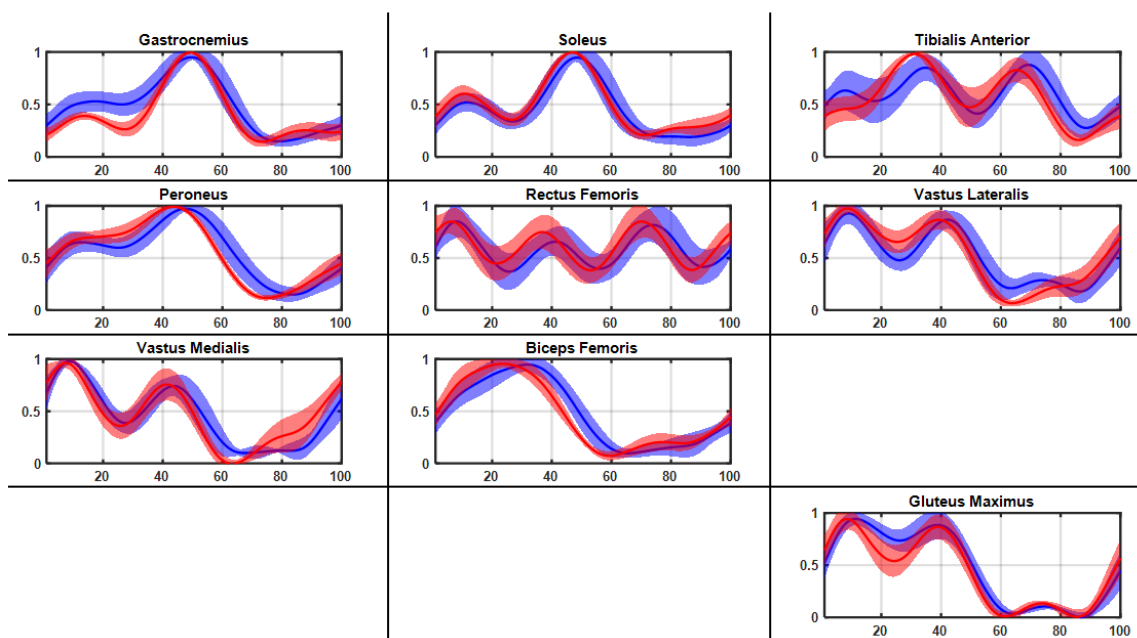 Gastrocnemius Soleus Tibialis Anterior
1 1 1
0.5 0.5 0.5
0 0 0
20 40 60 80 100 20 40 60 80 100 20 40 60 80 100
Peroneus Rectus Femoris Vastus Lateralis
1 1 1
0.5 0.5 0.5
0 0 0
20 40 60 80 100 20 40 60 80 100 20 40 60 80 100
Vastus Medialis Biceps Femoris
1 1
0.5 0.5
0 0
20 40 60 80 100 20 40 60 80 100
Gluteus Maximus
1
0.5
0
20 40 60 80 100